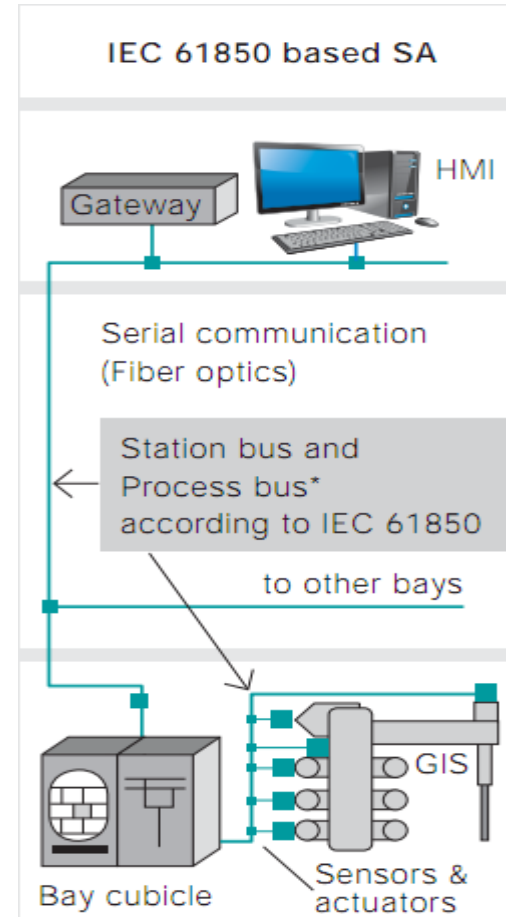 IEC 61850 based SA
HMI
Gateway
Serial communication
(Fiber optics)
Station bus and
Process bus*
according to IEC 61850
to other bays
GIS
Sensors &
actuators
Bay cubicle